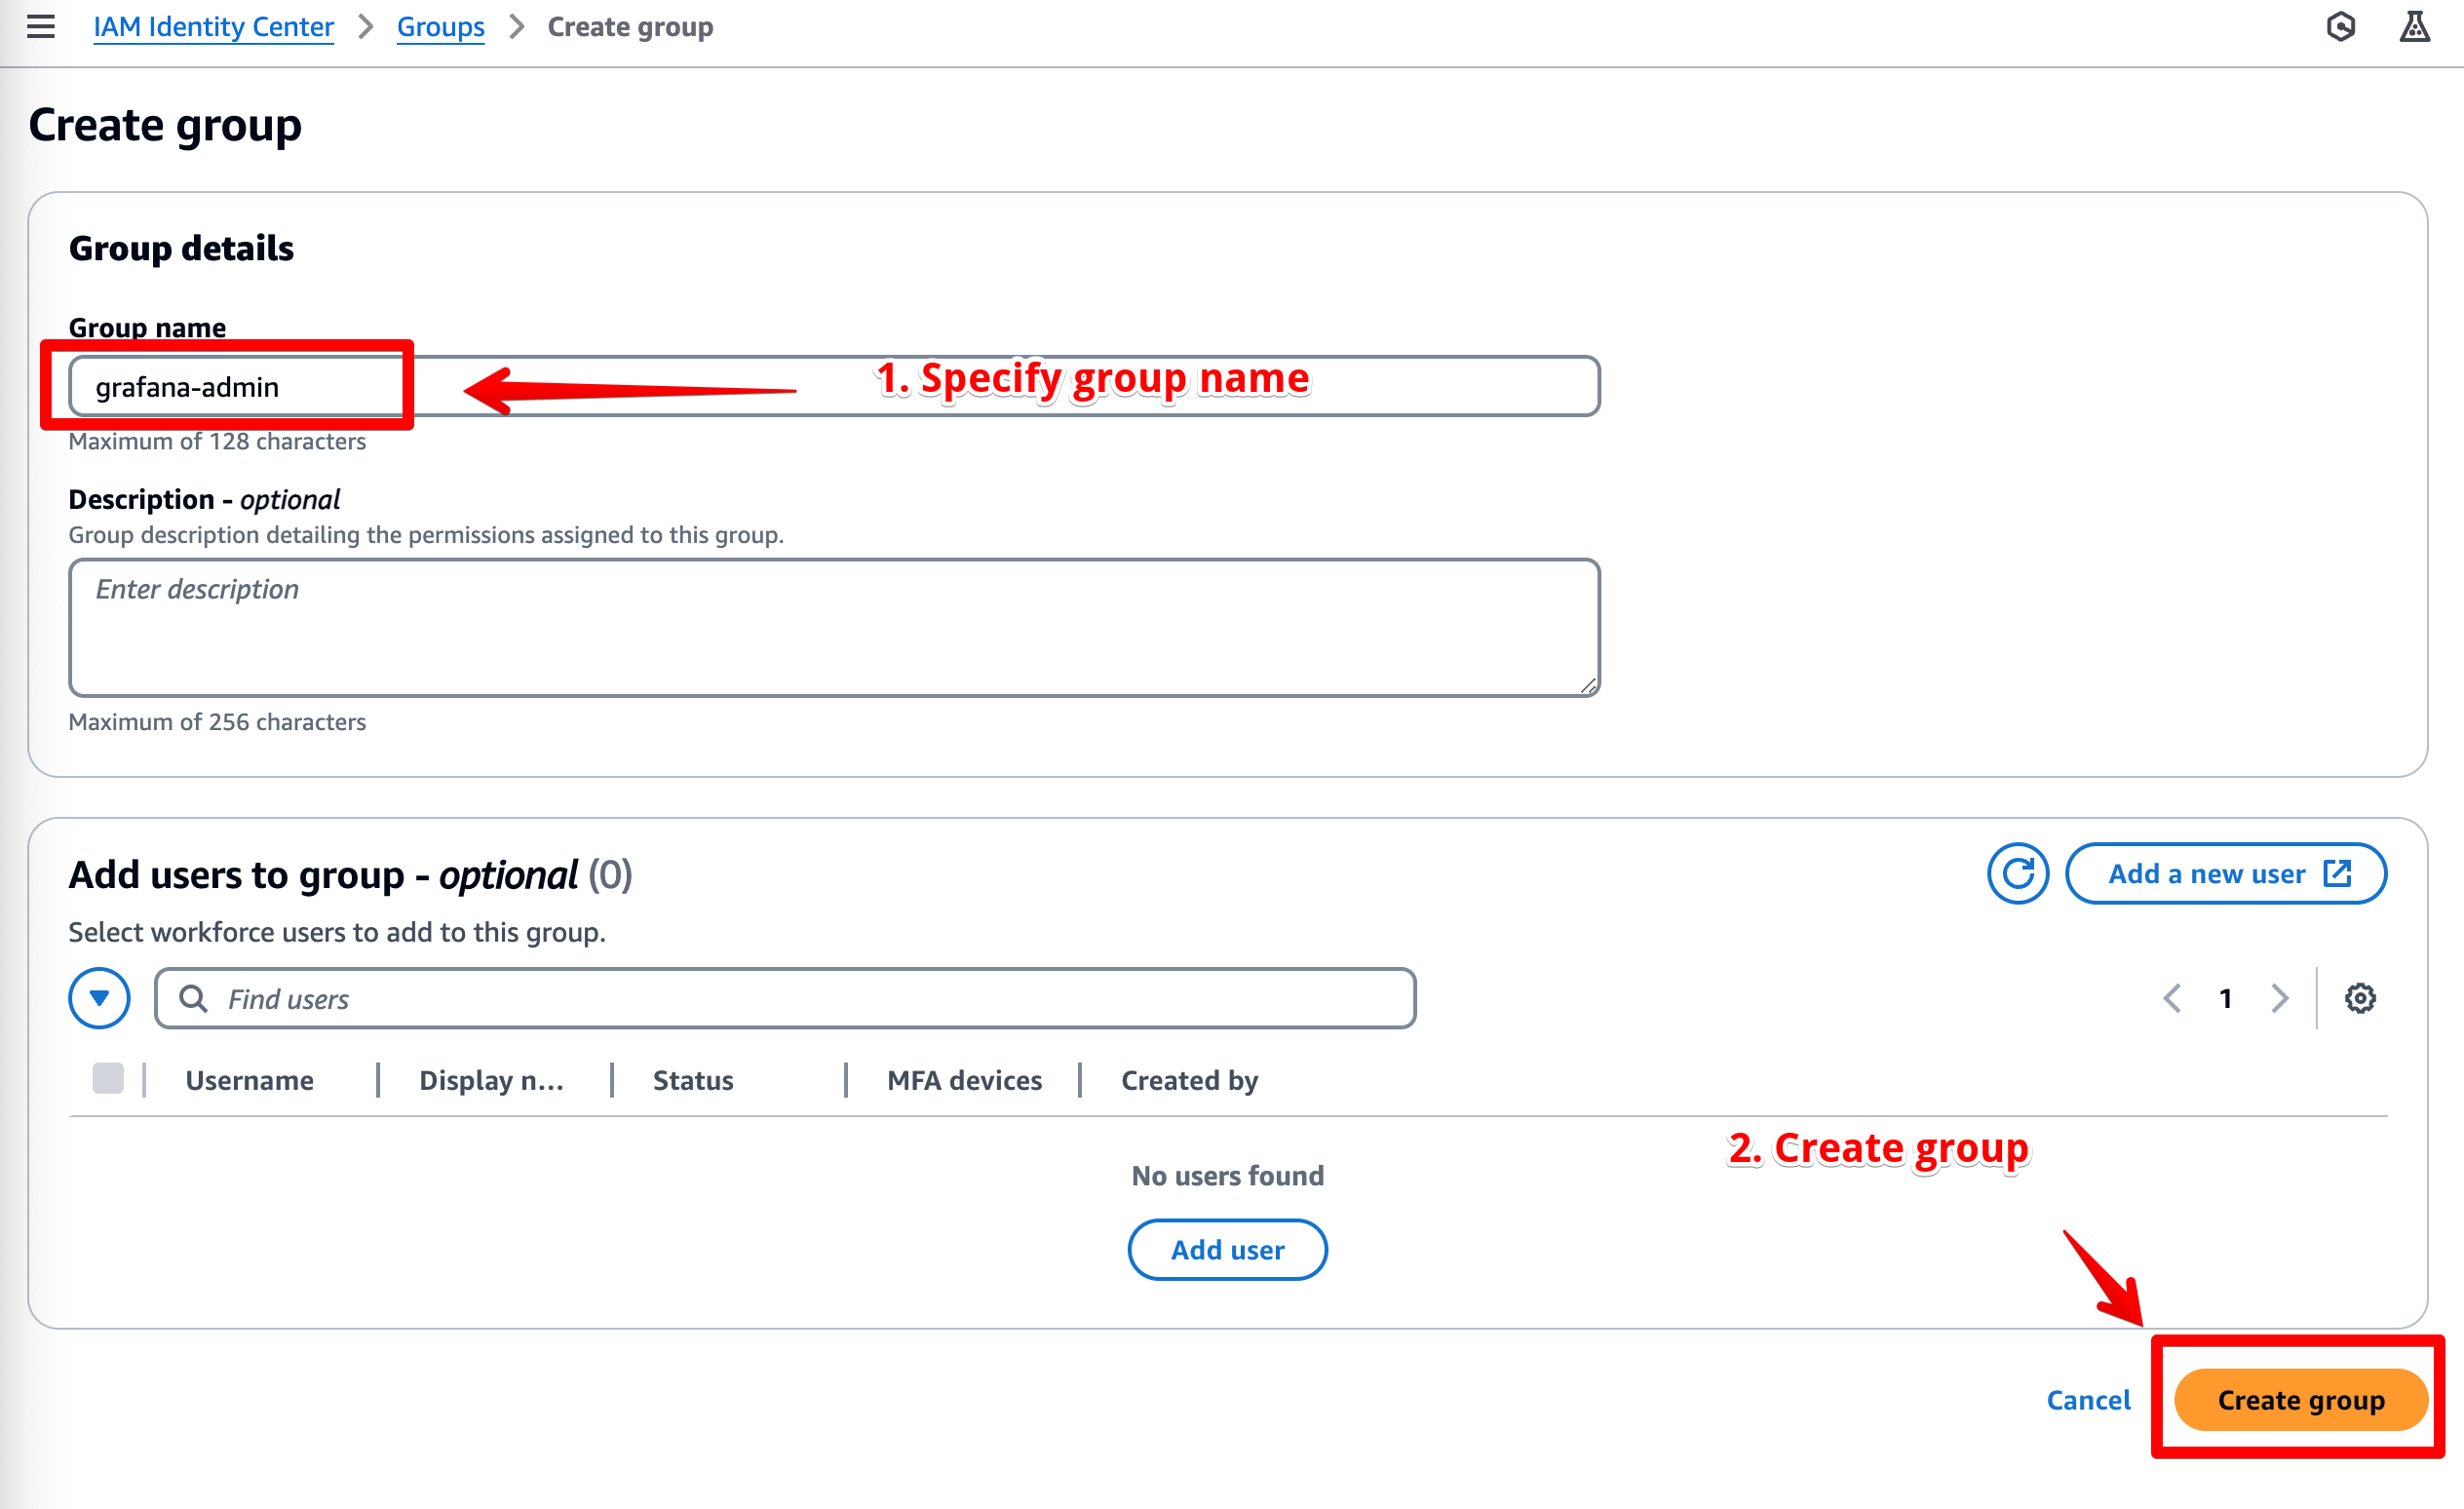 IAM Identity Center > Groups > Create group
Create group
Group details
Group name
grafana-admin
1. Specify group name
Maximum of 128 characters
Description - optional
Group description detailing the permissions assigned to this group.
Enter description
Maximum of 256 characters
Add users to group - optional (0)
Add a new user
Select workforce users to add to this group.
Find users
1
Username Display n... Status MFA devices Created by
2. Create group
No users found
Add user
Cancel
Create group